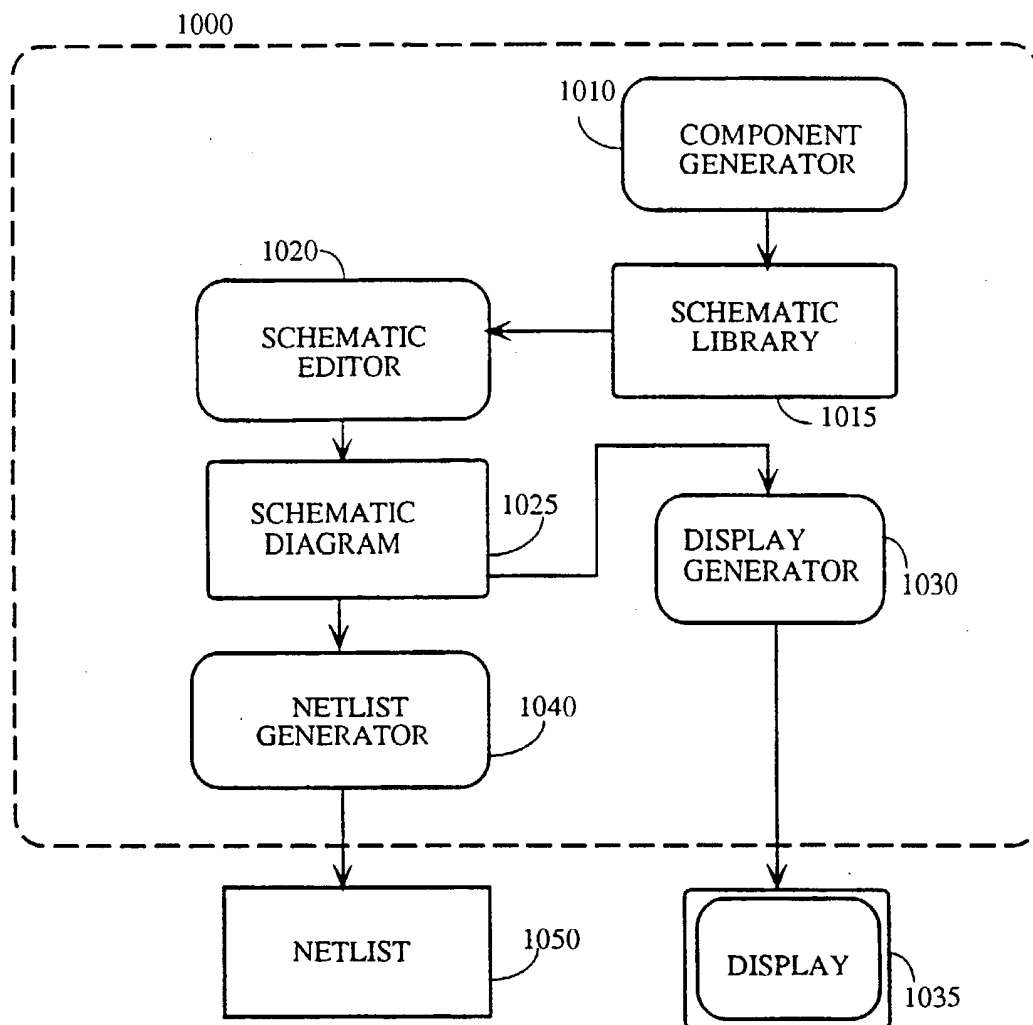 1000
1010
COMPONENT
GENERATOR
1020
SCHEMATIC
EDITOR
SCHEMATIC
LIBRARY
1015
SCHEMATIC
DIAGRAM
1025
DISPLAY
GENERATOR
1030
NETLIST
GENERATOR
1040
NETLIST
1050
DISPLAY
1035